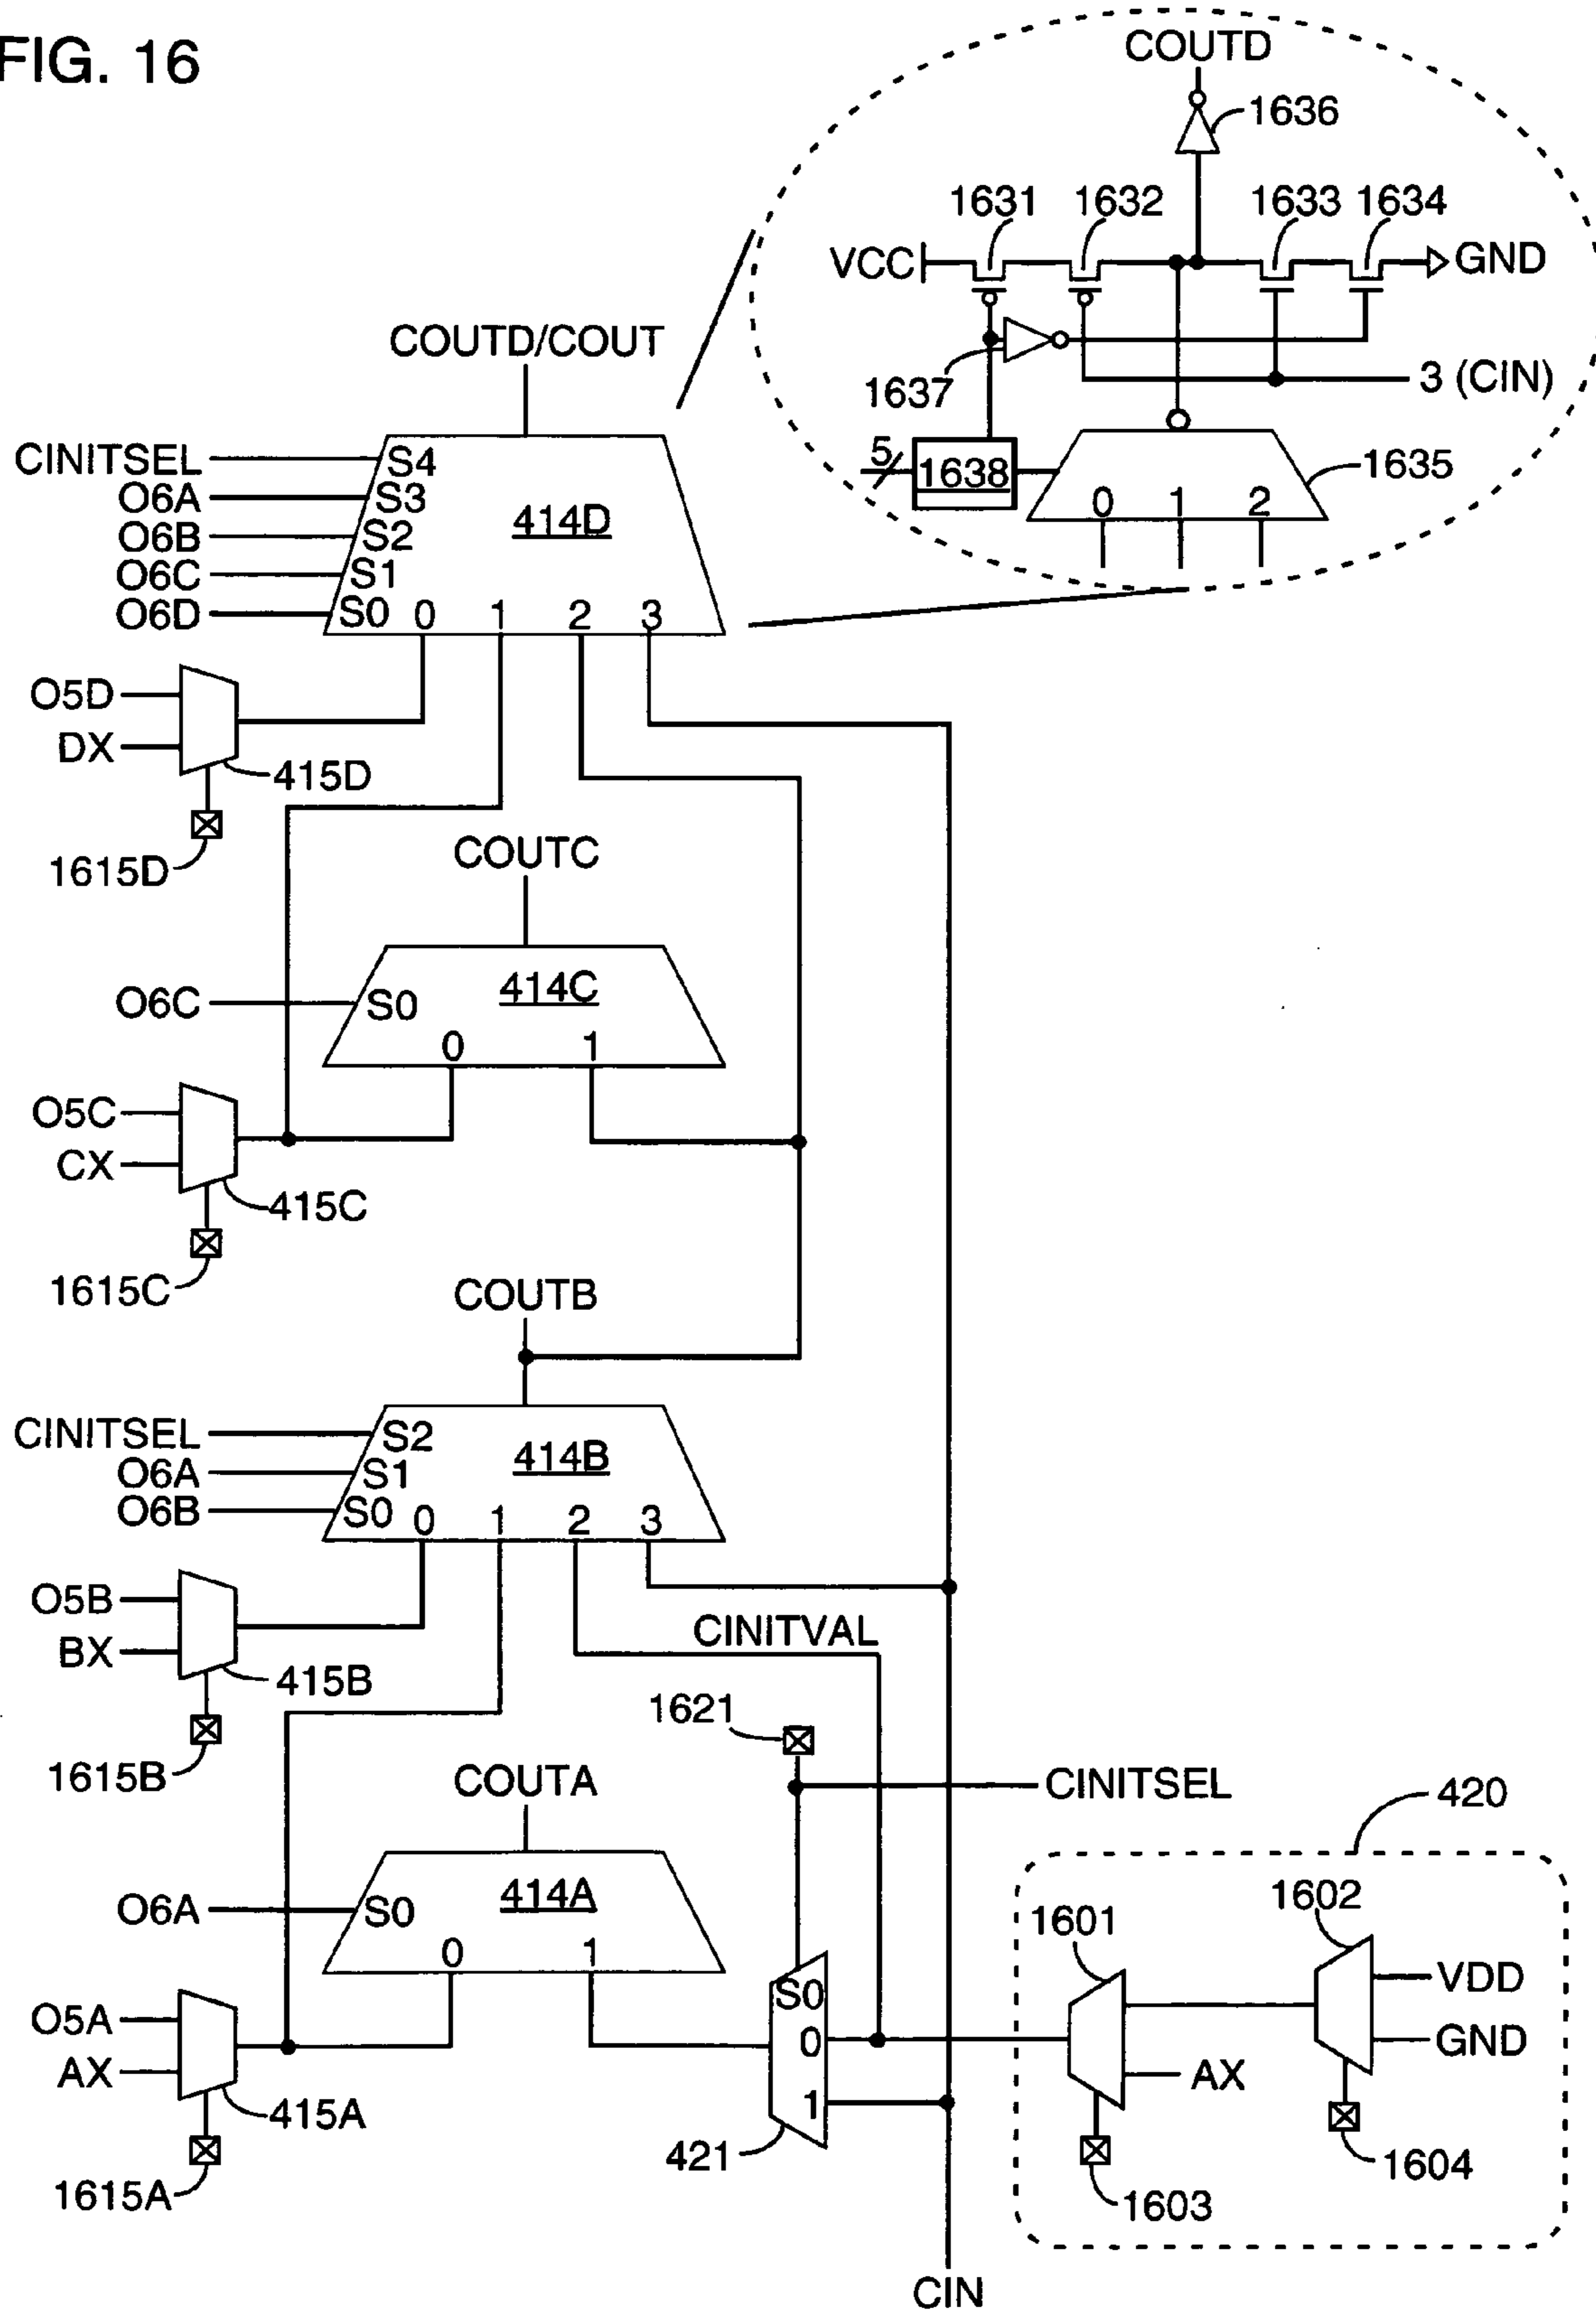 FIG. 16
COUTD
1636
1631 1632 1633 1634
VCC GND
1637
3 (CIN)
5
1638
1635
0 1 2
COUTD/COUT
CINITSEL S4
O6A S3
O6B S2
O6C S1
O6D S0
414D
0 1 2 3
O5D
DX
415D
1615D
COUTC
414C
O6C S0
0 1
O5C
CX
415C
1615C
COUTB
CINITSEL S2
O6A S1
O6B S0
414B
0 1 2 3
O5B
BX
415B
1615B
CINITVAL
1621
CINITSEL
COUTA
414A
O6A S0
0 1
O5A
AX
415A
1615A
S0
0
1
421
420
1601
1602
VDD
GND
AX
1603
1604
CIN